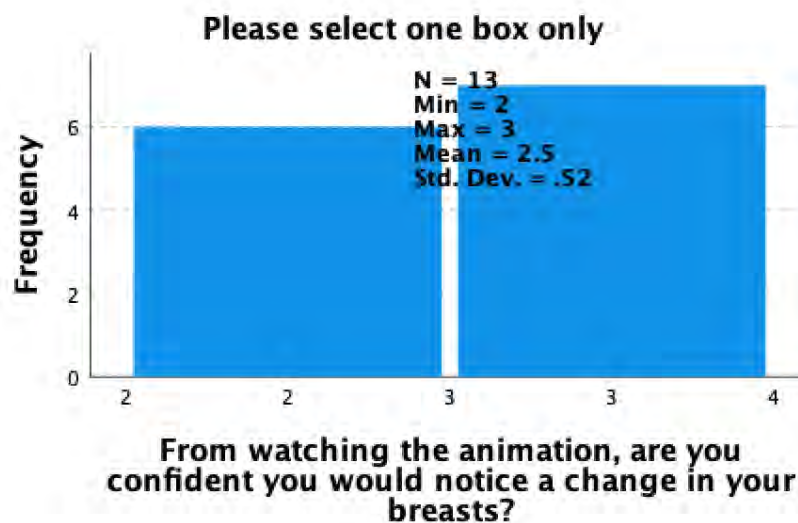 Please select one box only
N = 13
Min = 2
Max = 3
Mean = 2.5
Std. Dev. = .52
Frequency
6
4
2
0
2 2 3 3 4
From watching the animation, are you
confident you would notice a change in your
breasts?